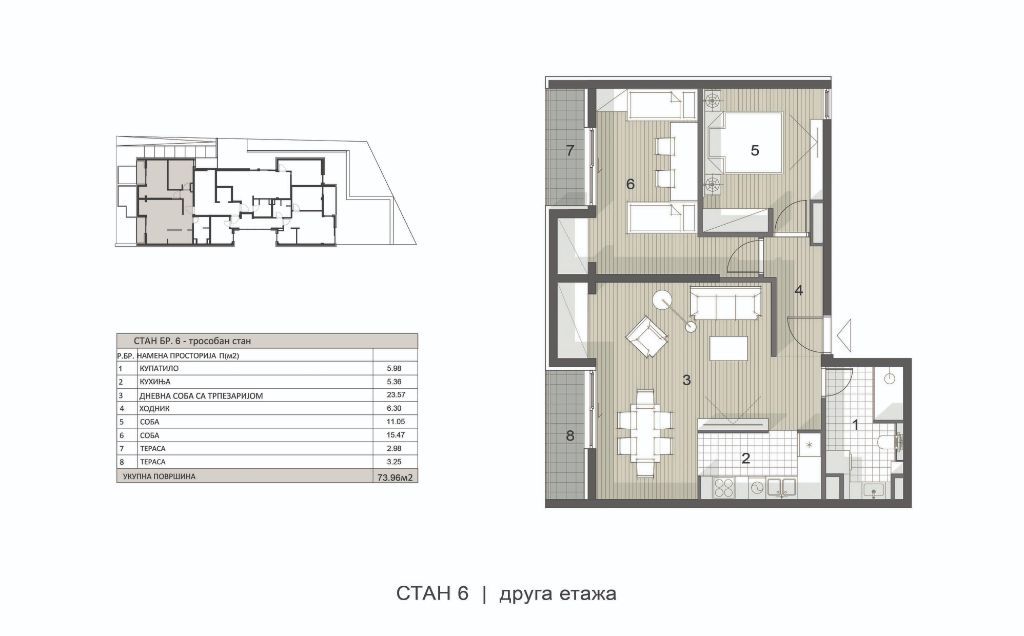 СТАН БР. 6 - трособан стан
Р.БР. НАМЕНА ПРОСТОРИЈА П(м2)
1 КУПАТИЛО 5.98
2 КУХИЊА 5.36
3 ДНЕВНА СОБА СА ТРПЕЗАРИЈОМ 23.57
4 ХОДНИК 6.30
5 СОБА 11.05
6 СОБА 15.47
7 ТЕРАСА 2.98
8 ТЕРАСА 3.25
УКУПНА ПОВРШИНА 73.96м2
7
6
5
4
3
8
2
1
СТАН 6 | друга етажа